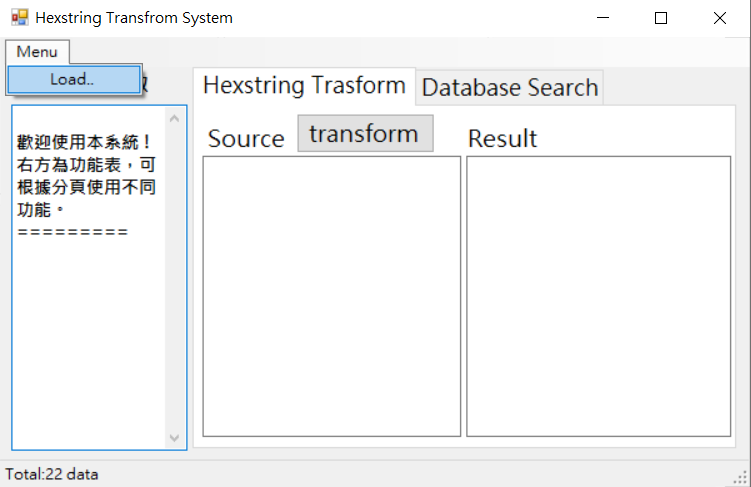 Hexstring Transfrom System
Menu
Load..
Hexstring Trasform
Database Search
Source
transform
Result
歡迎使用本系統！
右方為功能表，可
根據分頁使用不同
功能。
=========
Total:22 data